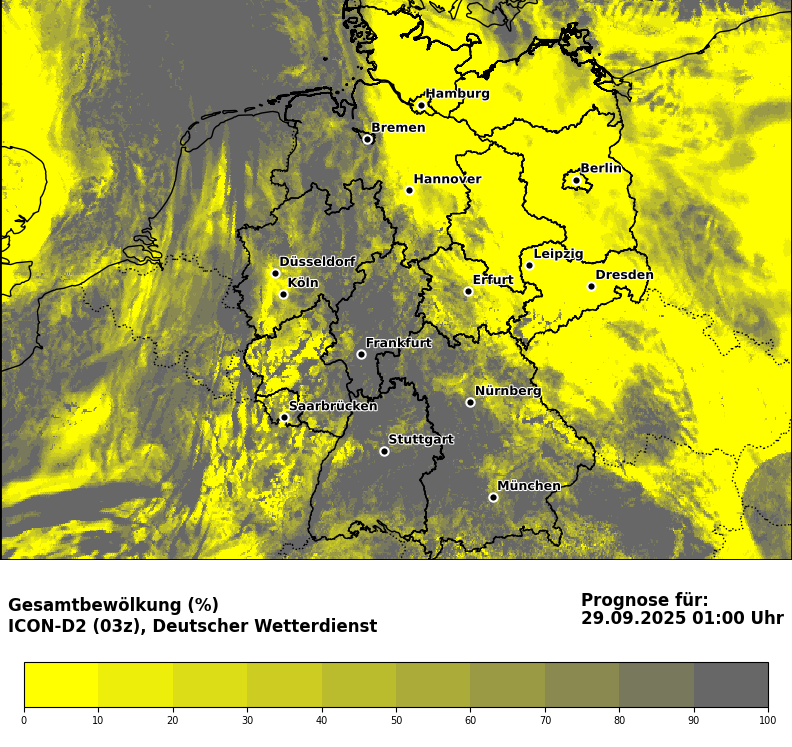 Hamburg
Bremen
Berlin
Hannover
Leipzig
Düsseldorf
Dresden
Erfurt
Köln
Frankfurt
Nürnberg
Saarbrücken
Stuttgart
München
Gesamtbewölkung (%)
ICON-D2 (03z), Deutscher Wetterdienst
Prognose für:
29.09.2025 01:00 Uhr
0 10 20 30 40 50 60 70 80 90 100